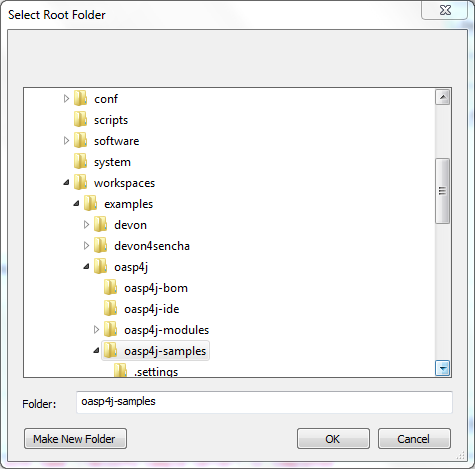 Select Root Folder
conf
scripts
software
system
workspaces
examples
devon
devon4sencha
oasp4j
oasp4j-bom
oasp4j-ide
oasp4j-modules
oasp4j-samples
.settings
Folder: oasp4j-samples
Make New Folder OK Cancel